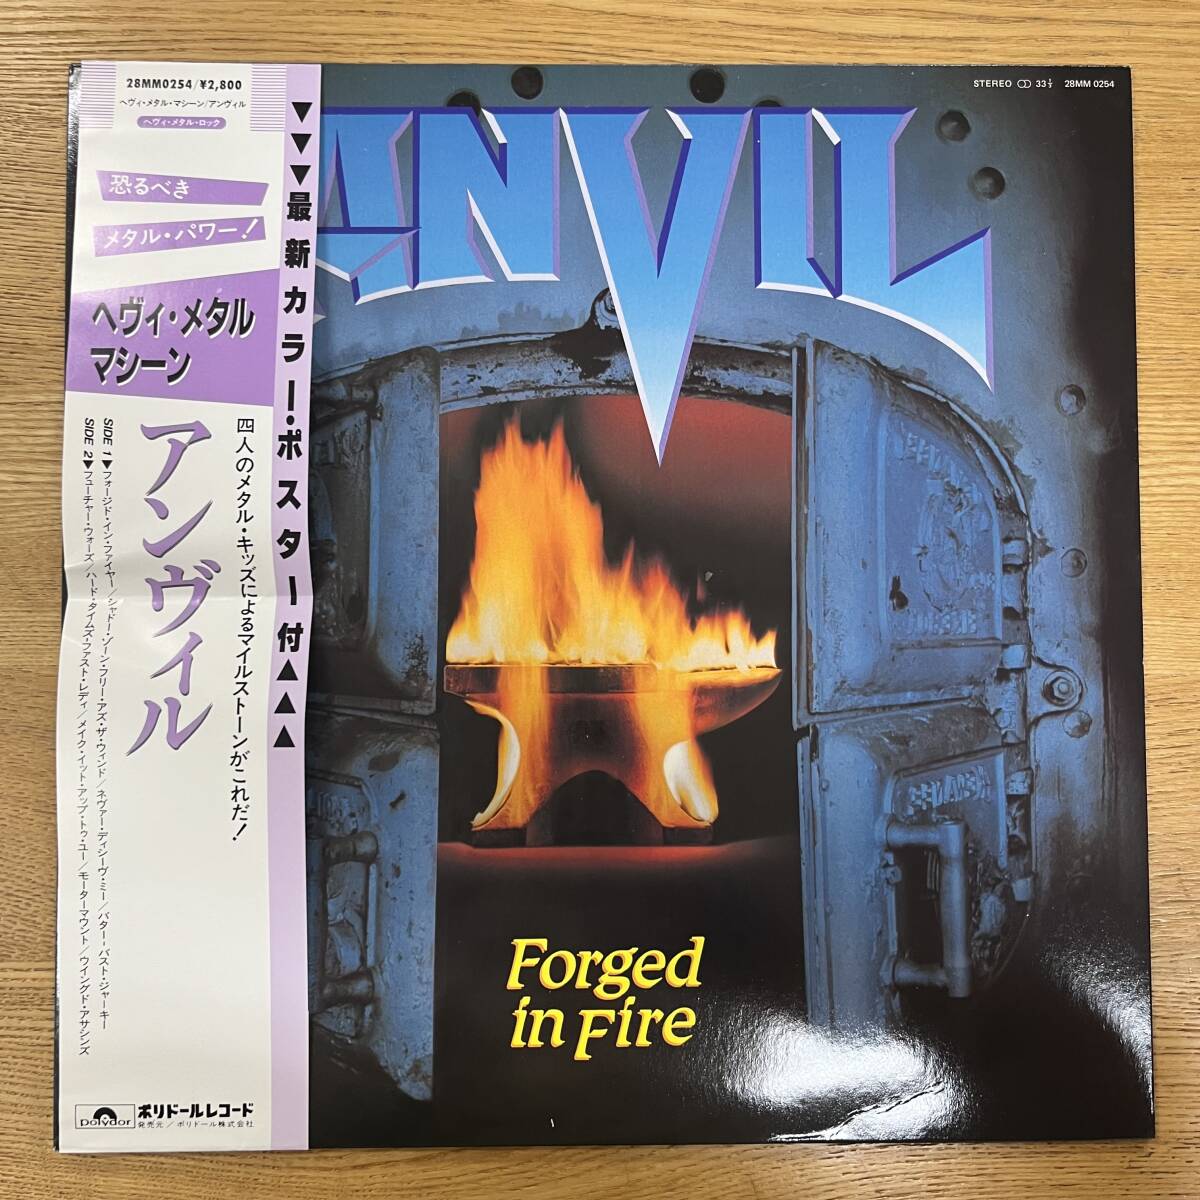 28MM0254/¥2,800
ヘヴィ・メタル・マシーン/アンヴィル
ヘヴィ・メタル・ロック
恐るべき
メタル・パワー!
ヘヴィ・メタル
マシーン
アンヴィル
四人のメタル・キッズによるマイルストーンがこれだ!
SIDE 1▼フォージド・イン・ファイヤー/シャドー・ゾーン/フリー・アズ・ザ・ウィンド/ネヴァー・ディシーヴ・ミー/バター-バスト・ジャーキー
SIDE 2▼フューチャー・ウォーズ/ハード・タイムズ-ファスト・レディ/メイク・イット・アップ・トゥ・ユー/モーターマウント/ウイングド・アサシンズ
▼▼▼最新カラー・ポスター付▲▲▲
polydor
ポリドールレコード
発売元/ポリドール株式会社
STEREO 33⅓ 28MM 0254
ANVIL
Forged
in Fire